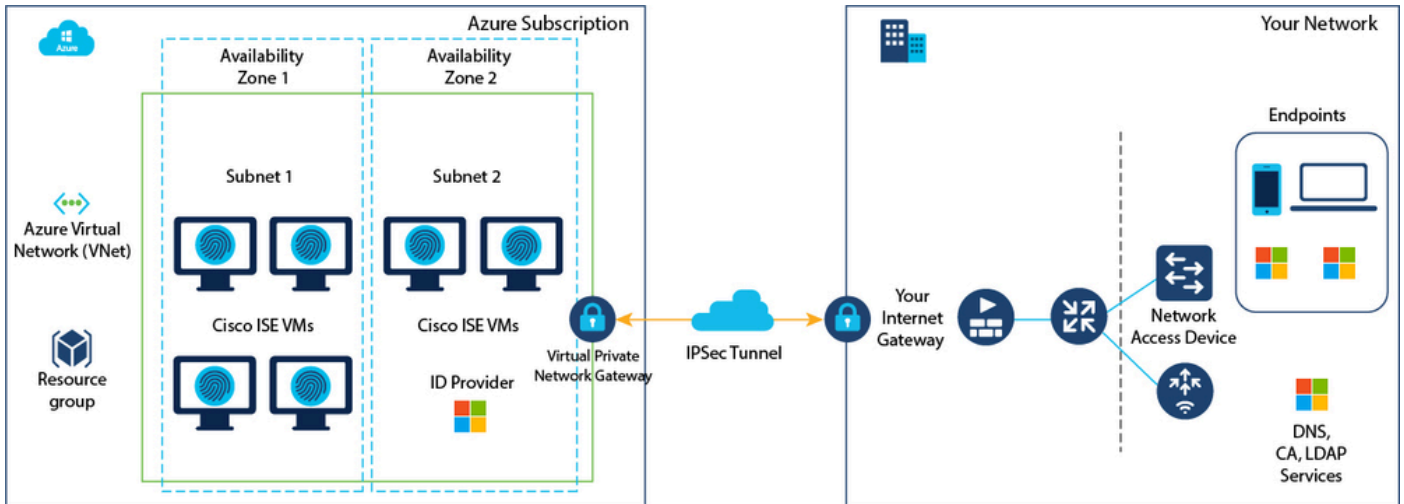 Azure Subscription
Azure
Availability
Zone 1
Availability
Zone 2
Subnet 1
Subnet 2
Azure Virtual
Network (VNet)
Cisco ISE VMs
Cisco ISE VMs
Resource
group
ID Provider
Virtual Private
Network Gateway
IPSec Tunnel
Your Network
Endpoints
Your
Internet
Gateway
Network
Access Device
DNS,
CA, LDAP
Services